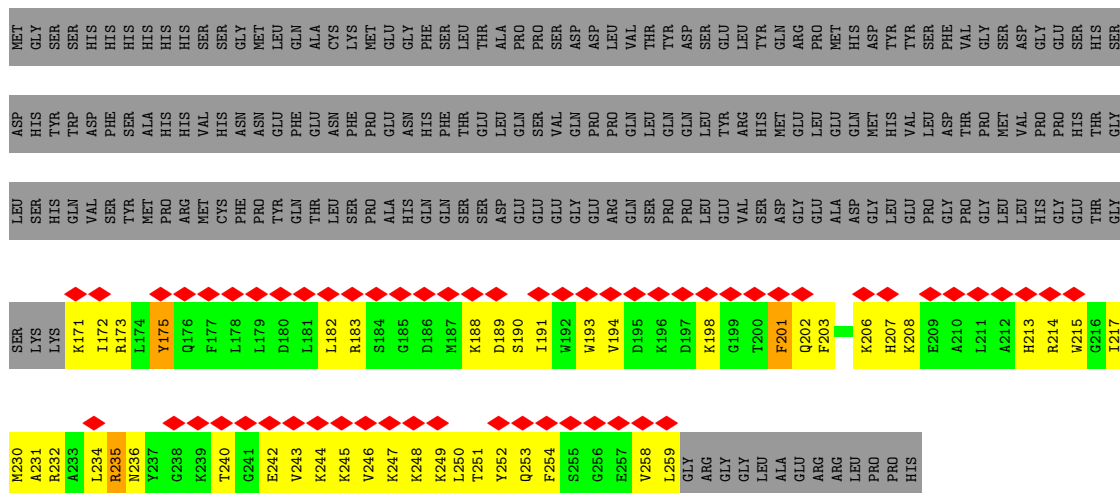 MET GLY SER SER HIS HIS HIS HIS HIS HIS SER SER GLY MET LEU GLN ALA CYS LYS MET GLU GLY PHE SER LEU THR ALA PRO PRO SER ASP ASP LEU VAL THR TYR ASP SER GLU LEU TYR GLN ARG PRO MET HIS ASP TYR TYR SER PHE VAL GLY SER ASP GLY GLU SER HIS SER
ASP HIS TYR TRP ASP PHE SER ALA HIS HIS VAL HIS ASN ASN GLU PHE GLU ASN PHE PRO GLU ASN HIS PHE THR GLU LEU GLN SER VAL GLN PRO PRO GLN LEU GLN GLN LEU TYR ARG HIS MET GLU LEU GLU GLN MET HIS VAL LEU ASP THR PRO MET VAL PRO PRO HIS THR GLY
LEU SER HIS GLN VAL SER TYR MET PRO ARG MET CYS PHE PRO TYR GLN THR LEU SER PRO ALA HIS GLN GLN SER SER ASP GLU GLU GLU GLY GLU ARG GLN SER PRO PRO LEU GLU VAL SER ASP GLY GLU ALA ASP GLY LEU GLU PRO GLY PRO GLY LEU LEU HIS GLY GLU THR GLY
SER LYS LYS K171 I172 R173 L174 Y175 Q176 F177 L178 L179 D180 L181 L182 R183 S184 G185 D186 M187 K188 D189 S190 I191 W192 W193 V194 D195 K196 D197 K198 G199 T200 F201 Q202 F203 K206 H207 K208 E209 A210 L211 A212 H213 R214 W215 G216 I217
M230 A231 R232 A233 L234 R235 N236 Y237 G238 K239 T240 G241 E242 V243 K244 K245 V246 K247 K248 K249 L250 T251 Y252 Q253 F254 S255 G256 E257 V258 L259 GLY ARG GLY GLY LEU ALA GLU ARG ARG LEU PRO PRO HIS